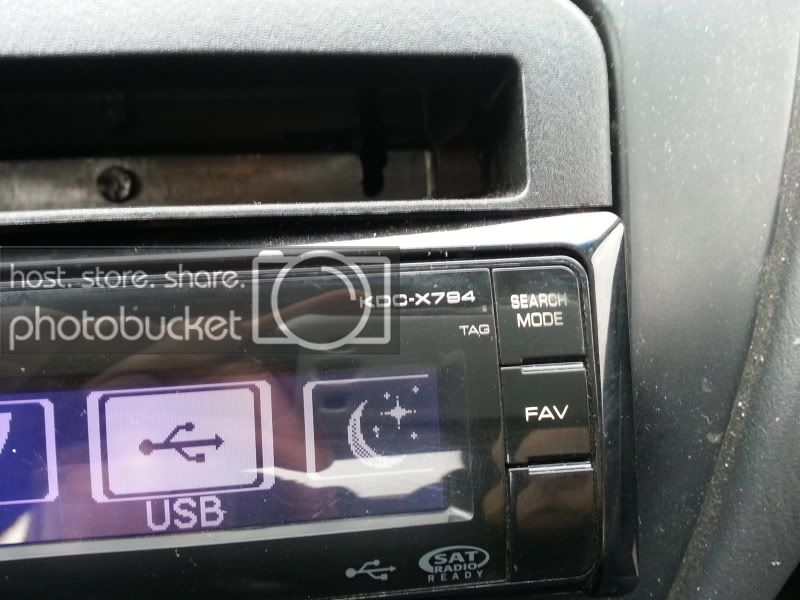 host. store. share.
photobucket
KDC-X794
SEARCH
MODE
TAG
FAV
USB
SAT
RADIO
READY